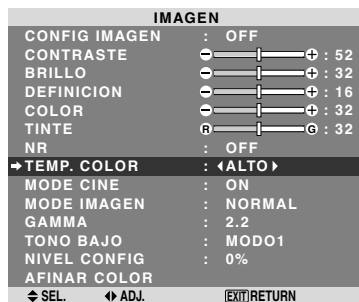 IMAGEN
CONFIG IMAGEN : OFF
CONTRASTE : 52
BRILLO : 32
DEFINICION : 16
COLOR : 32
TINTE R G : 32
NR : OFF
TEMP. COLOR : ALTO
MODE CINE : ON
MODE IMAGEN : NORMAL
GAMMA : 2.2
TONO BAJO : MODO1
NIVEL CONFIG : 0%
AFINAR COLOR
SEL. ADJ. EXIT RETURN